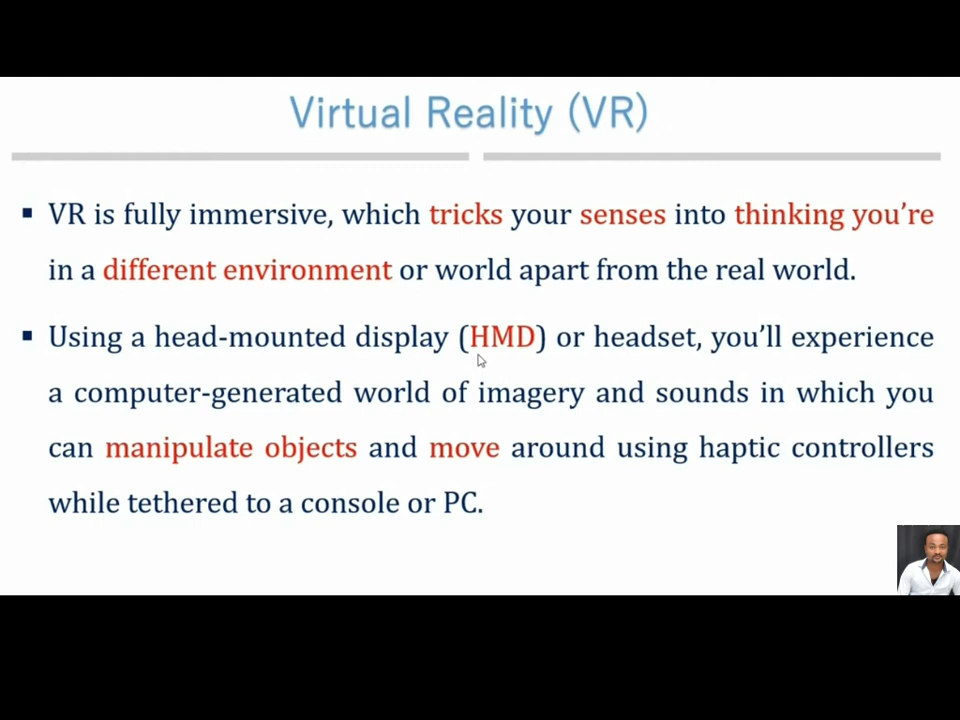 Virtual Reality (VR)
▪ VR is fully immersive, which tricks your senses into thinking you’re
in a different environment or world apart from the real world.
▪ Using a head-mounted display (HMD) or headset, you’ll experience
a computer-generated world of imagery and sounds in which you
can manipulate objects and move around using haptic controllers
while tethered to a console or PC.